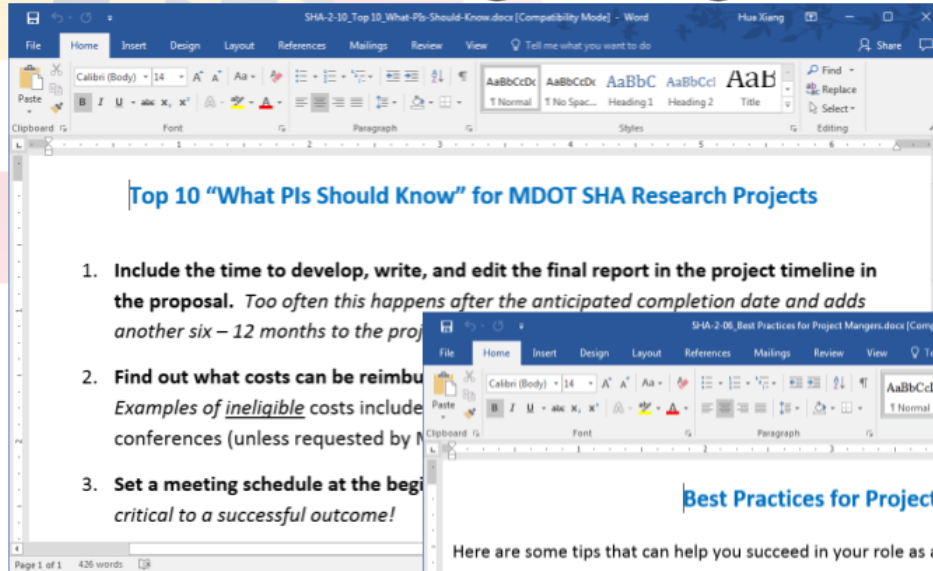 SHA-2-10_Top 10_What-PIs-Should-Know.docx [Compatibility Mode] - Word
Hua Xiang
File Home Insert Design Layout References Mailings Review View Tell me what you want to do Share
Calibri (Body) 14
Paste
Clipboard Font Paragraph Styles Editing
AaBbCcDc AaBbCcDc AaBbC AaBbCcI AaB
¶ Normal ¶ No Spac... Heading 1 Heading 2 Title
Find
Replace
Select
Top 10 “What PIs Should Know” for MDOT SHA Research Projects
1. Include the time to develop, write, and edit the final report in the project timeline in
the proposal. Too often this happens after the anticipated completion date and adds
another six – 12 months to the proj
2. Find out what costs can be reimbu
Examples of ineligible costs include
conferences (unless requested by
3. Set a meeting schedule at the begi
critical to a successful outcome!
Page 1 of 1 426 words
SHA-2-06_Best Practices for Project Mangers.docx [Comp
File Home Insert Design Layout References Mailings Review View Te
Calibri (Body) 14
Paste
AaBbCcI
¶ Normal
Clipboard Font Paragraph
Best Practices for Project
Here are some tips that can help you succeed in your role as a